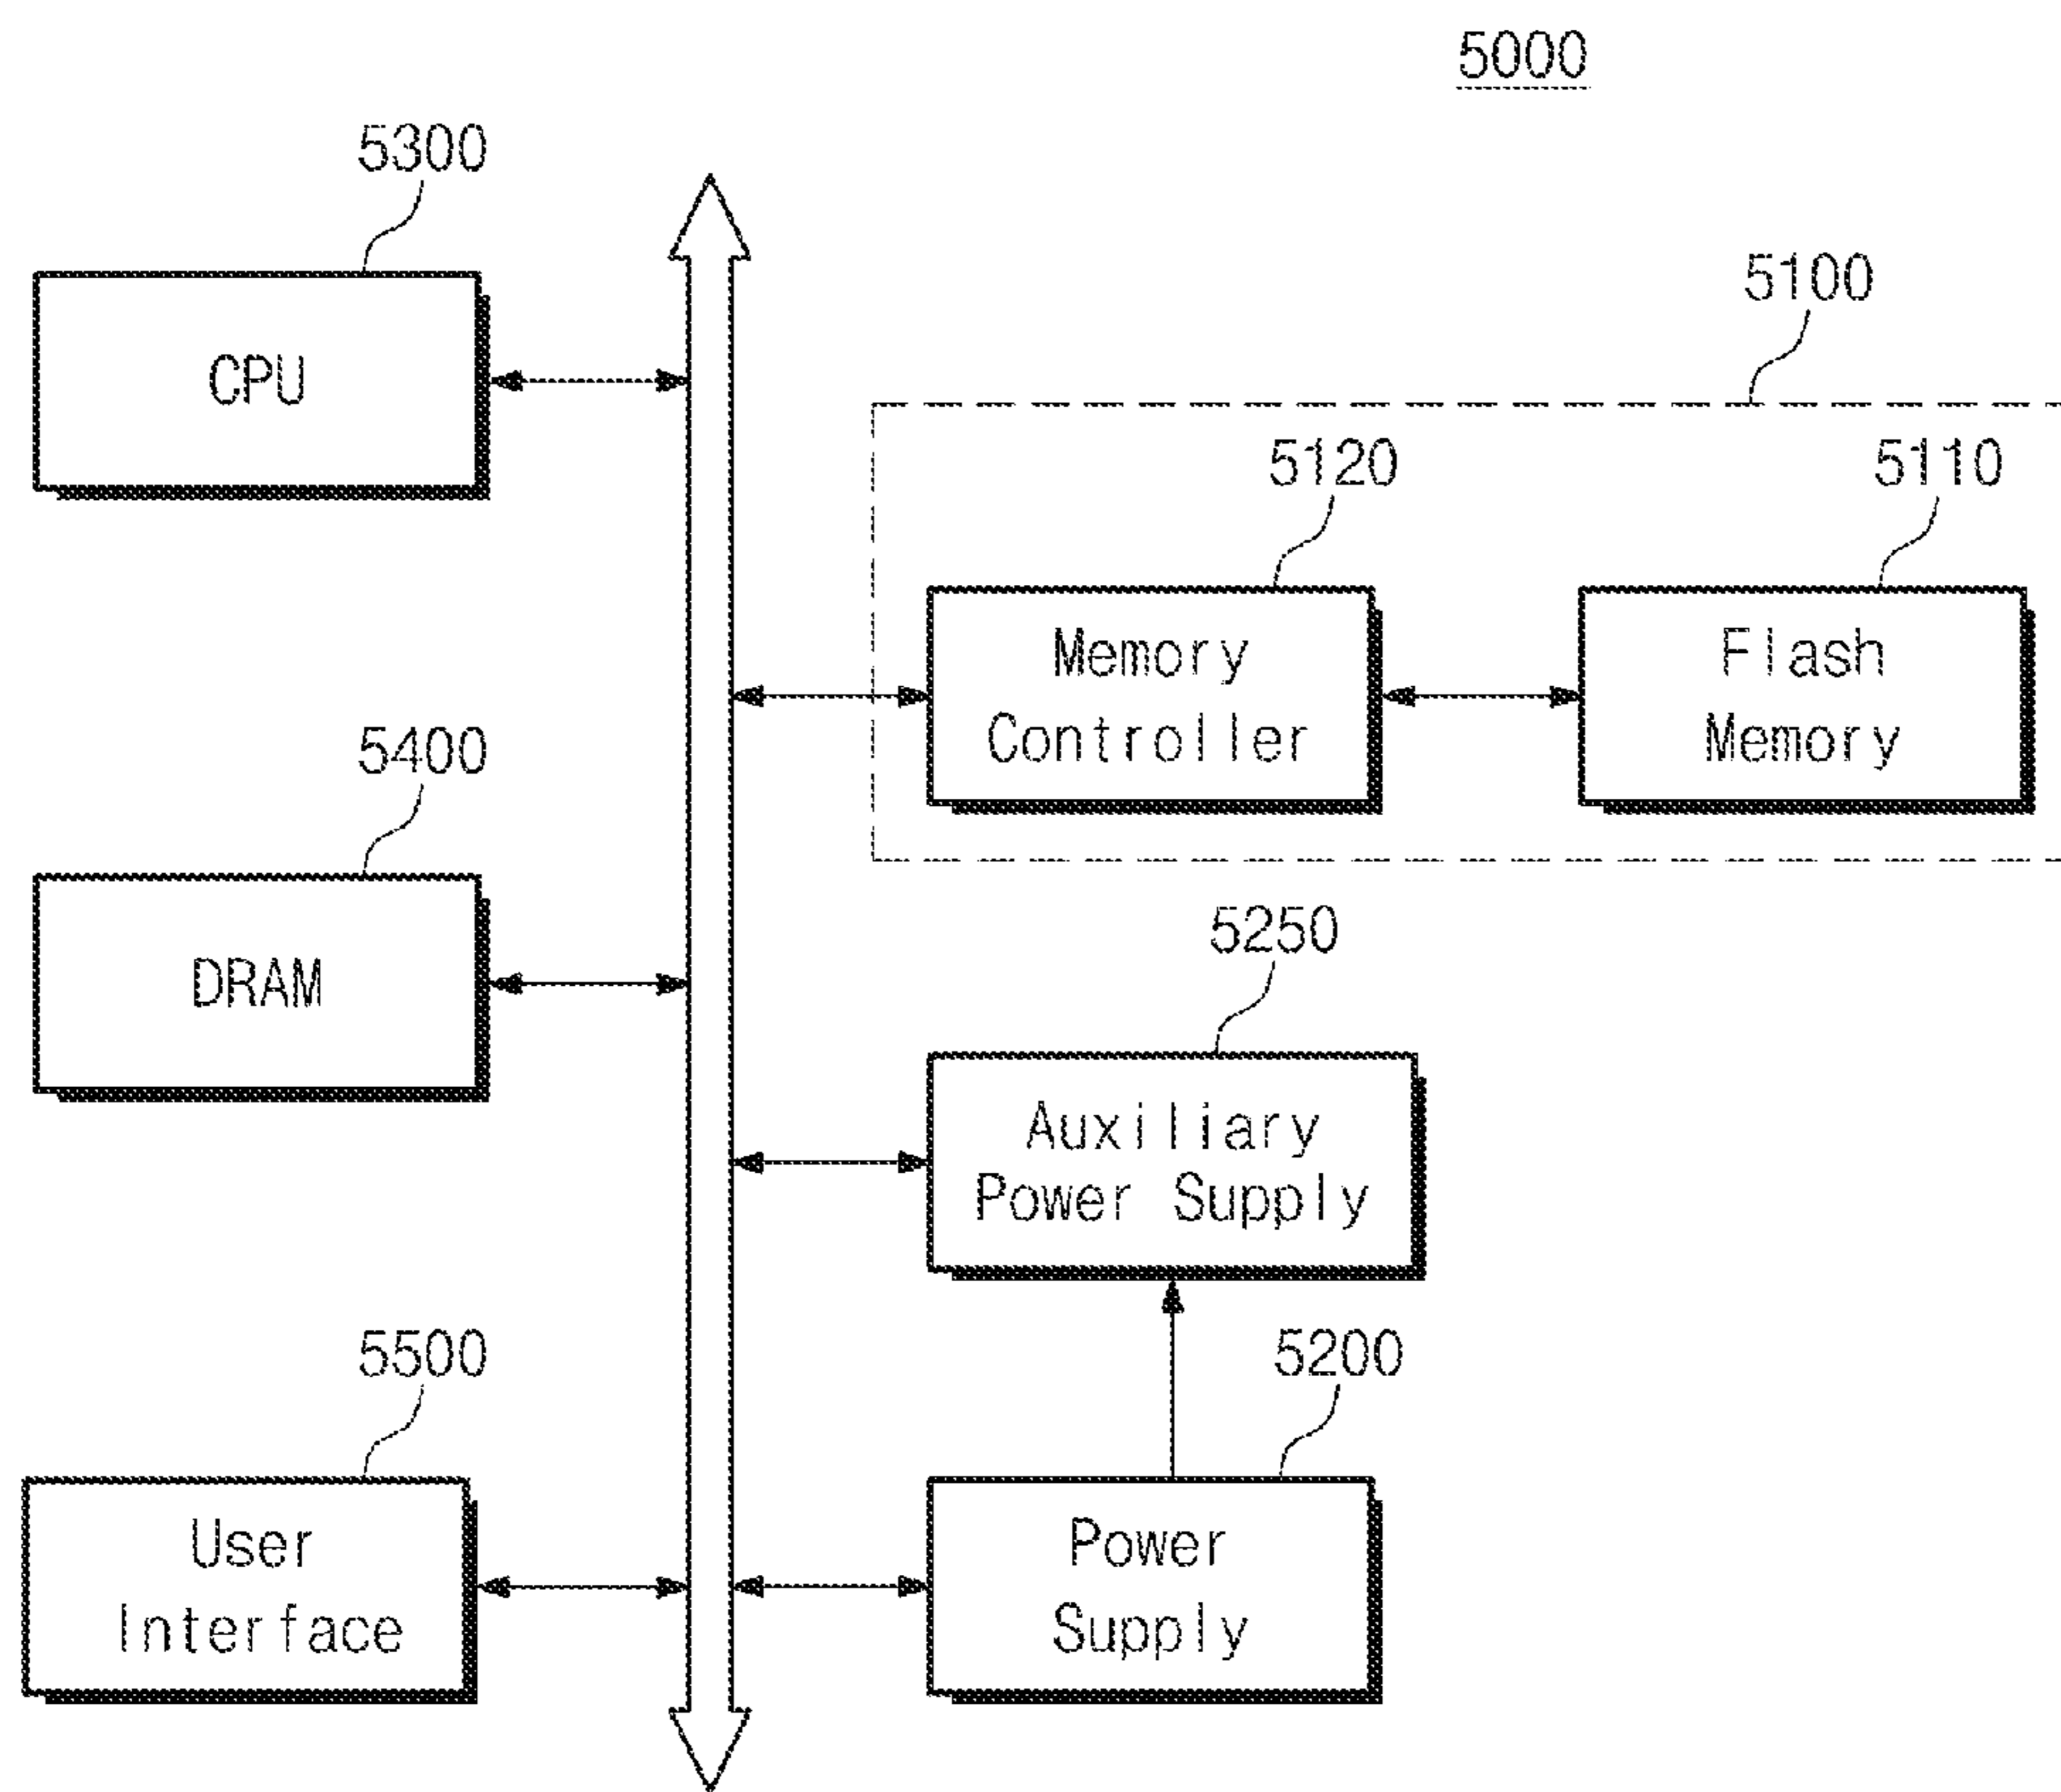 5000
5300
CPU
5100
5120
5110
Memory
Controller
Flash
Memory
5400
DRAM
5250
Auxiliary
Power Supply
5500
User
Interface
5200
Power
Supply